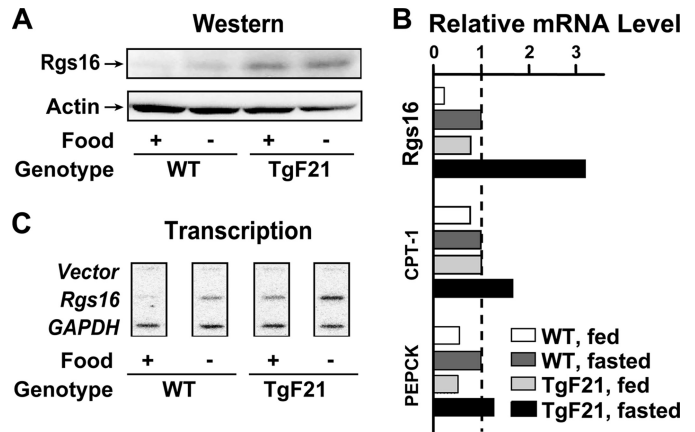 A
Western
Rgs16
Actin
Food + - + -
Genotype WT TgF21
B
Relative mRNA Level
0 1 2 3
Rgs16
CPT-1
PEPCK
WT, fed
WT, fasted
TgF21, fed
TgF21, fasted
C
Transcription
Vector
Rgs16
GAPDH
Food + - + -
Genotype WT TgF21